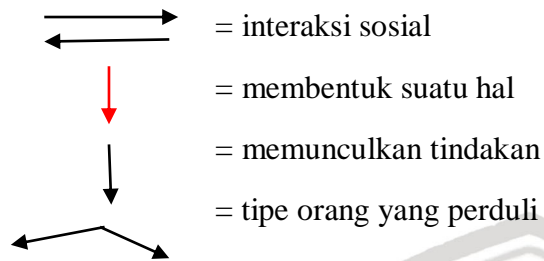 = interaksi sosial
= membentuk suatu hal
= memunculkan tindakan
= tipe orang yang perduli